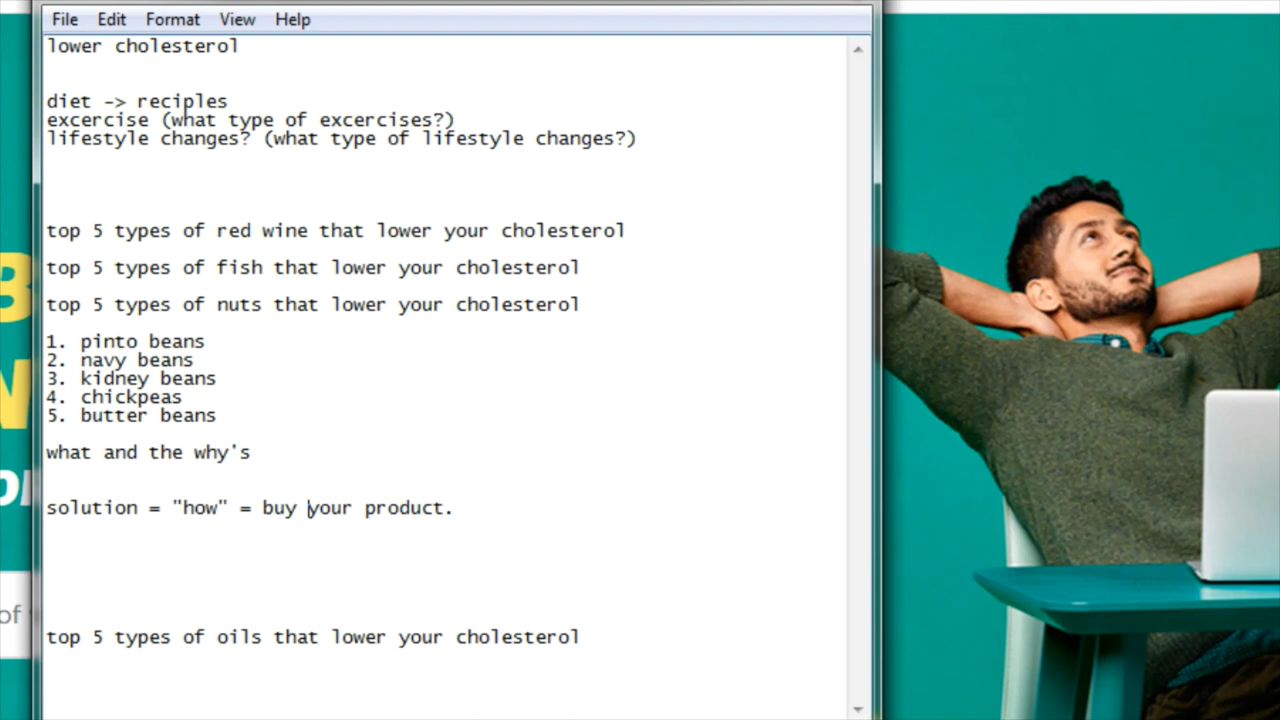 File Edit Format View Help
lower cholesterol
diet -> reciples
excercise (what type of excercises?)
lifestyle changes? (what type of lifestyle changes?)
top 5 types of red wine that lower your cholesterol
top 5 types of fish that lower your cholesterol
top 5 types of nuts that lower your cholesterol
1. pinto beans
2. navy beans
3. kidney beans
4. chickpeas
5. butter beans
what and the why's
solution = "how" = buy your product.
of
top 5 types of oils that lower your cholesterol